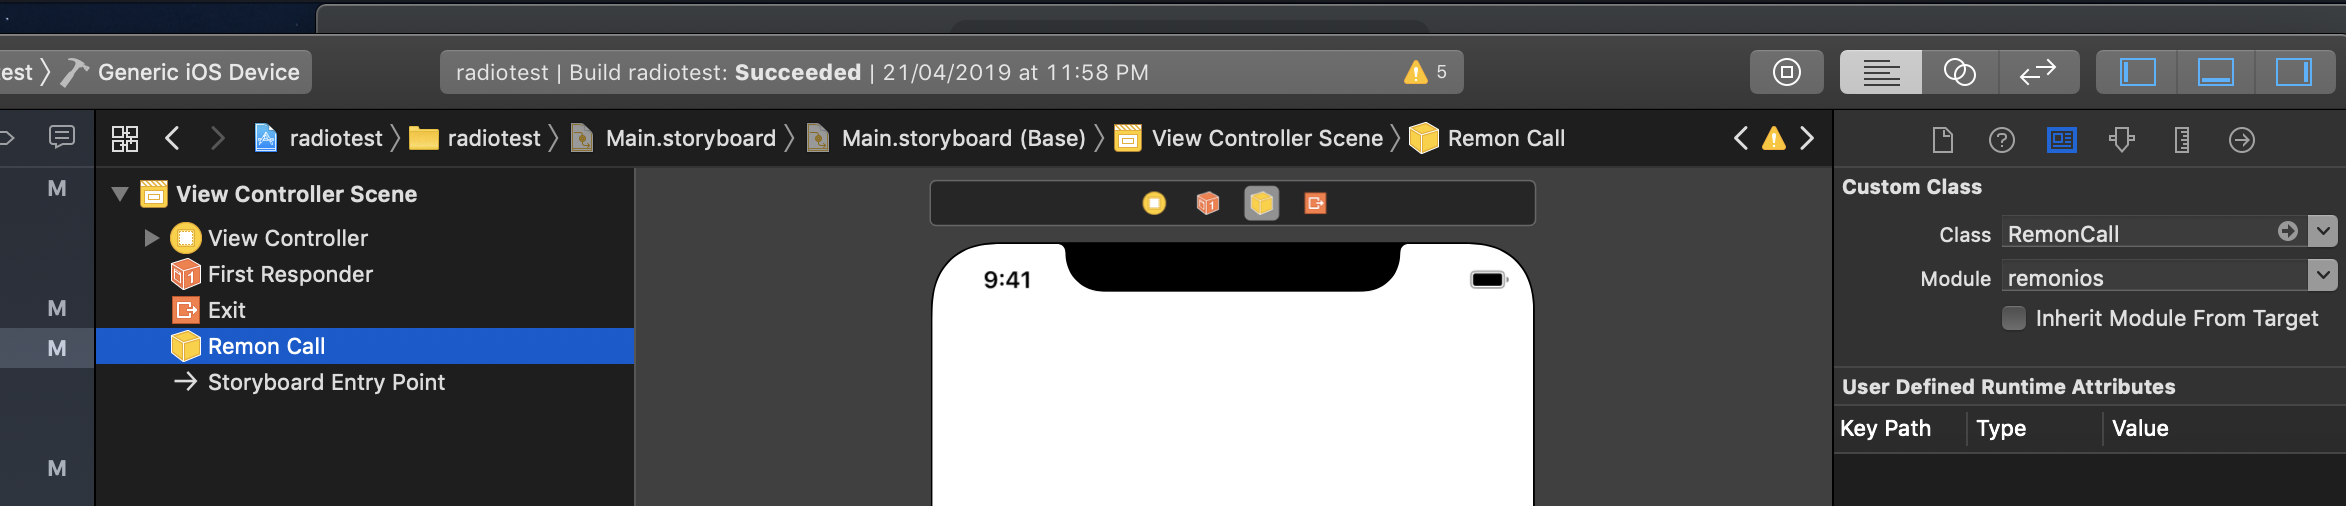 est Generic iOS Device
radiotest | Build radiotest: Succeeded | 21/04/2019 at 11:58 PM
5
radiotest radiotest Main.storyboard Main.storyboard (Base) View Controller Scene Remon Call
M
M
M
M
View Controller Scene
View Controller
First Responder
Exit
Remon Call
Storyboard Entry Point
9:41
Custom Class
Class RemonCall
Module remonios
Inherit Module From Target
User Defined Runtime Attributes
Key Path Type Value